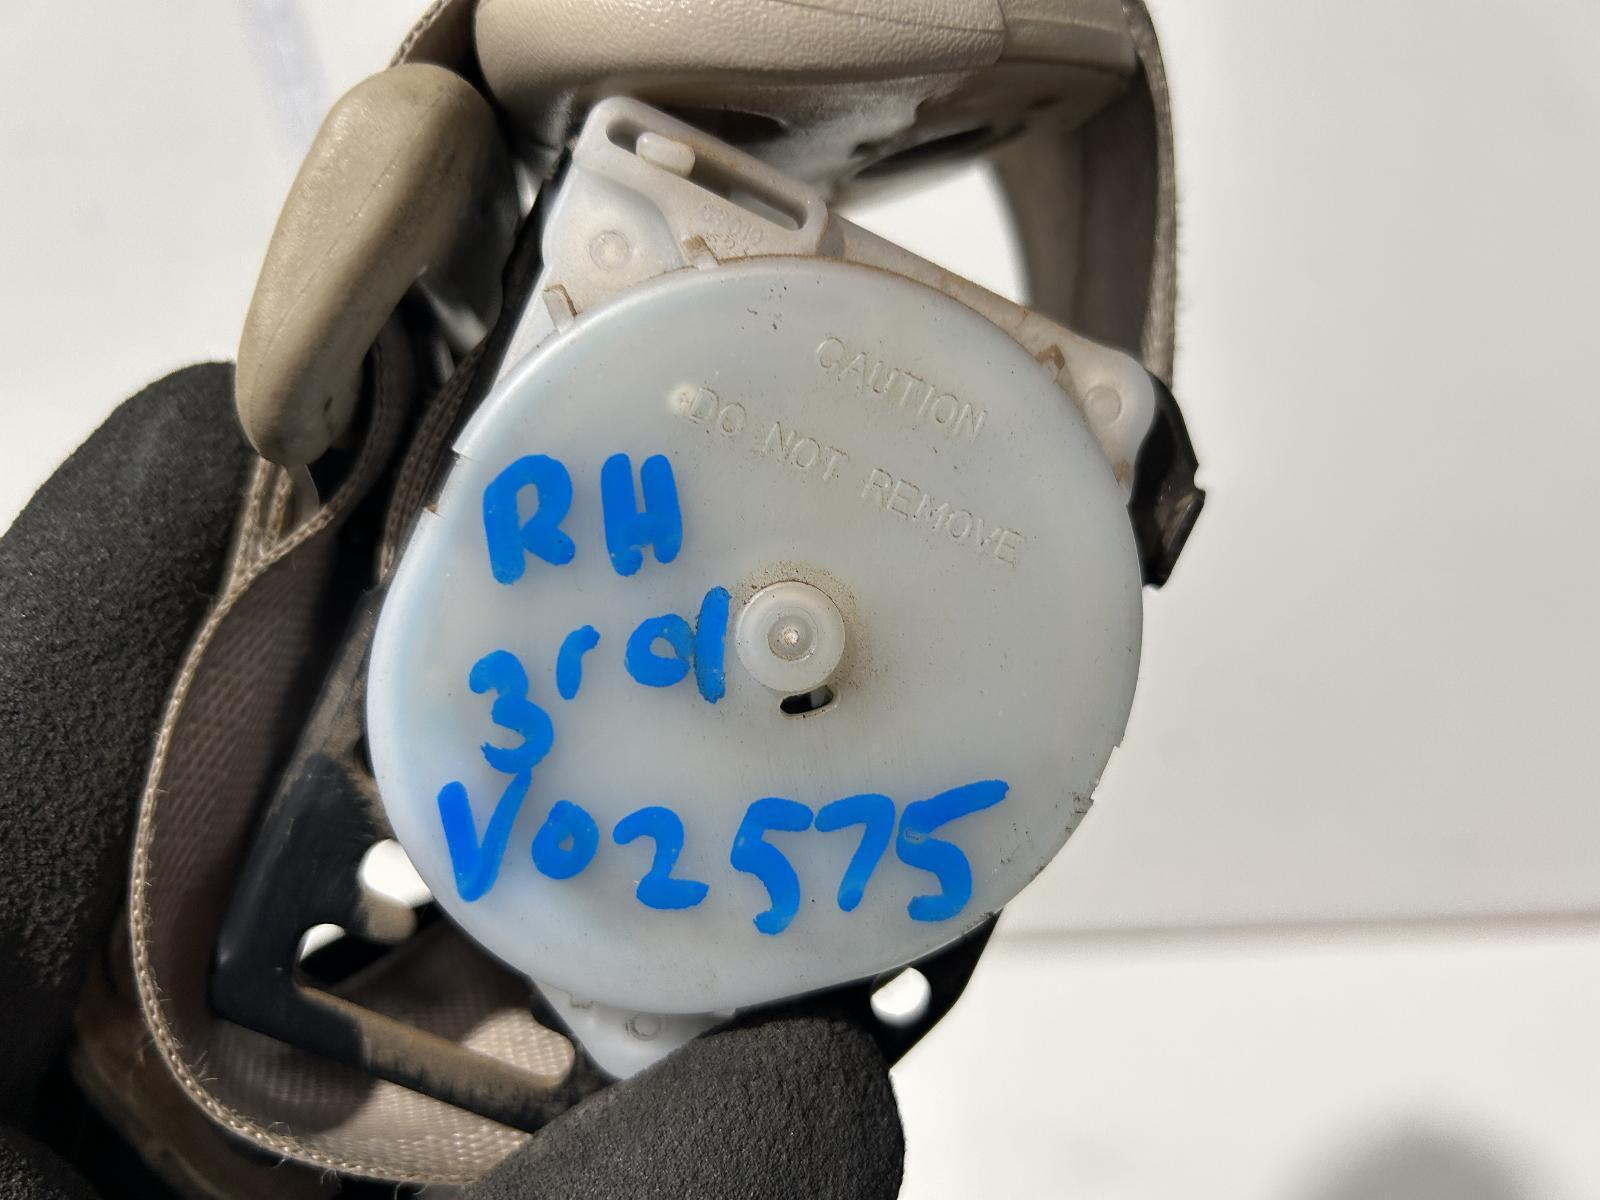 CAUTION
DO NOT REMOVE
RH
3rd
V02575